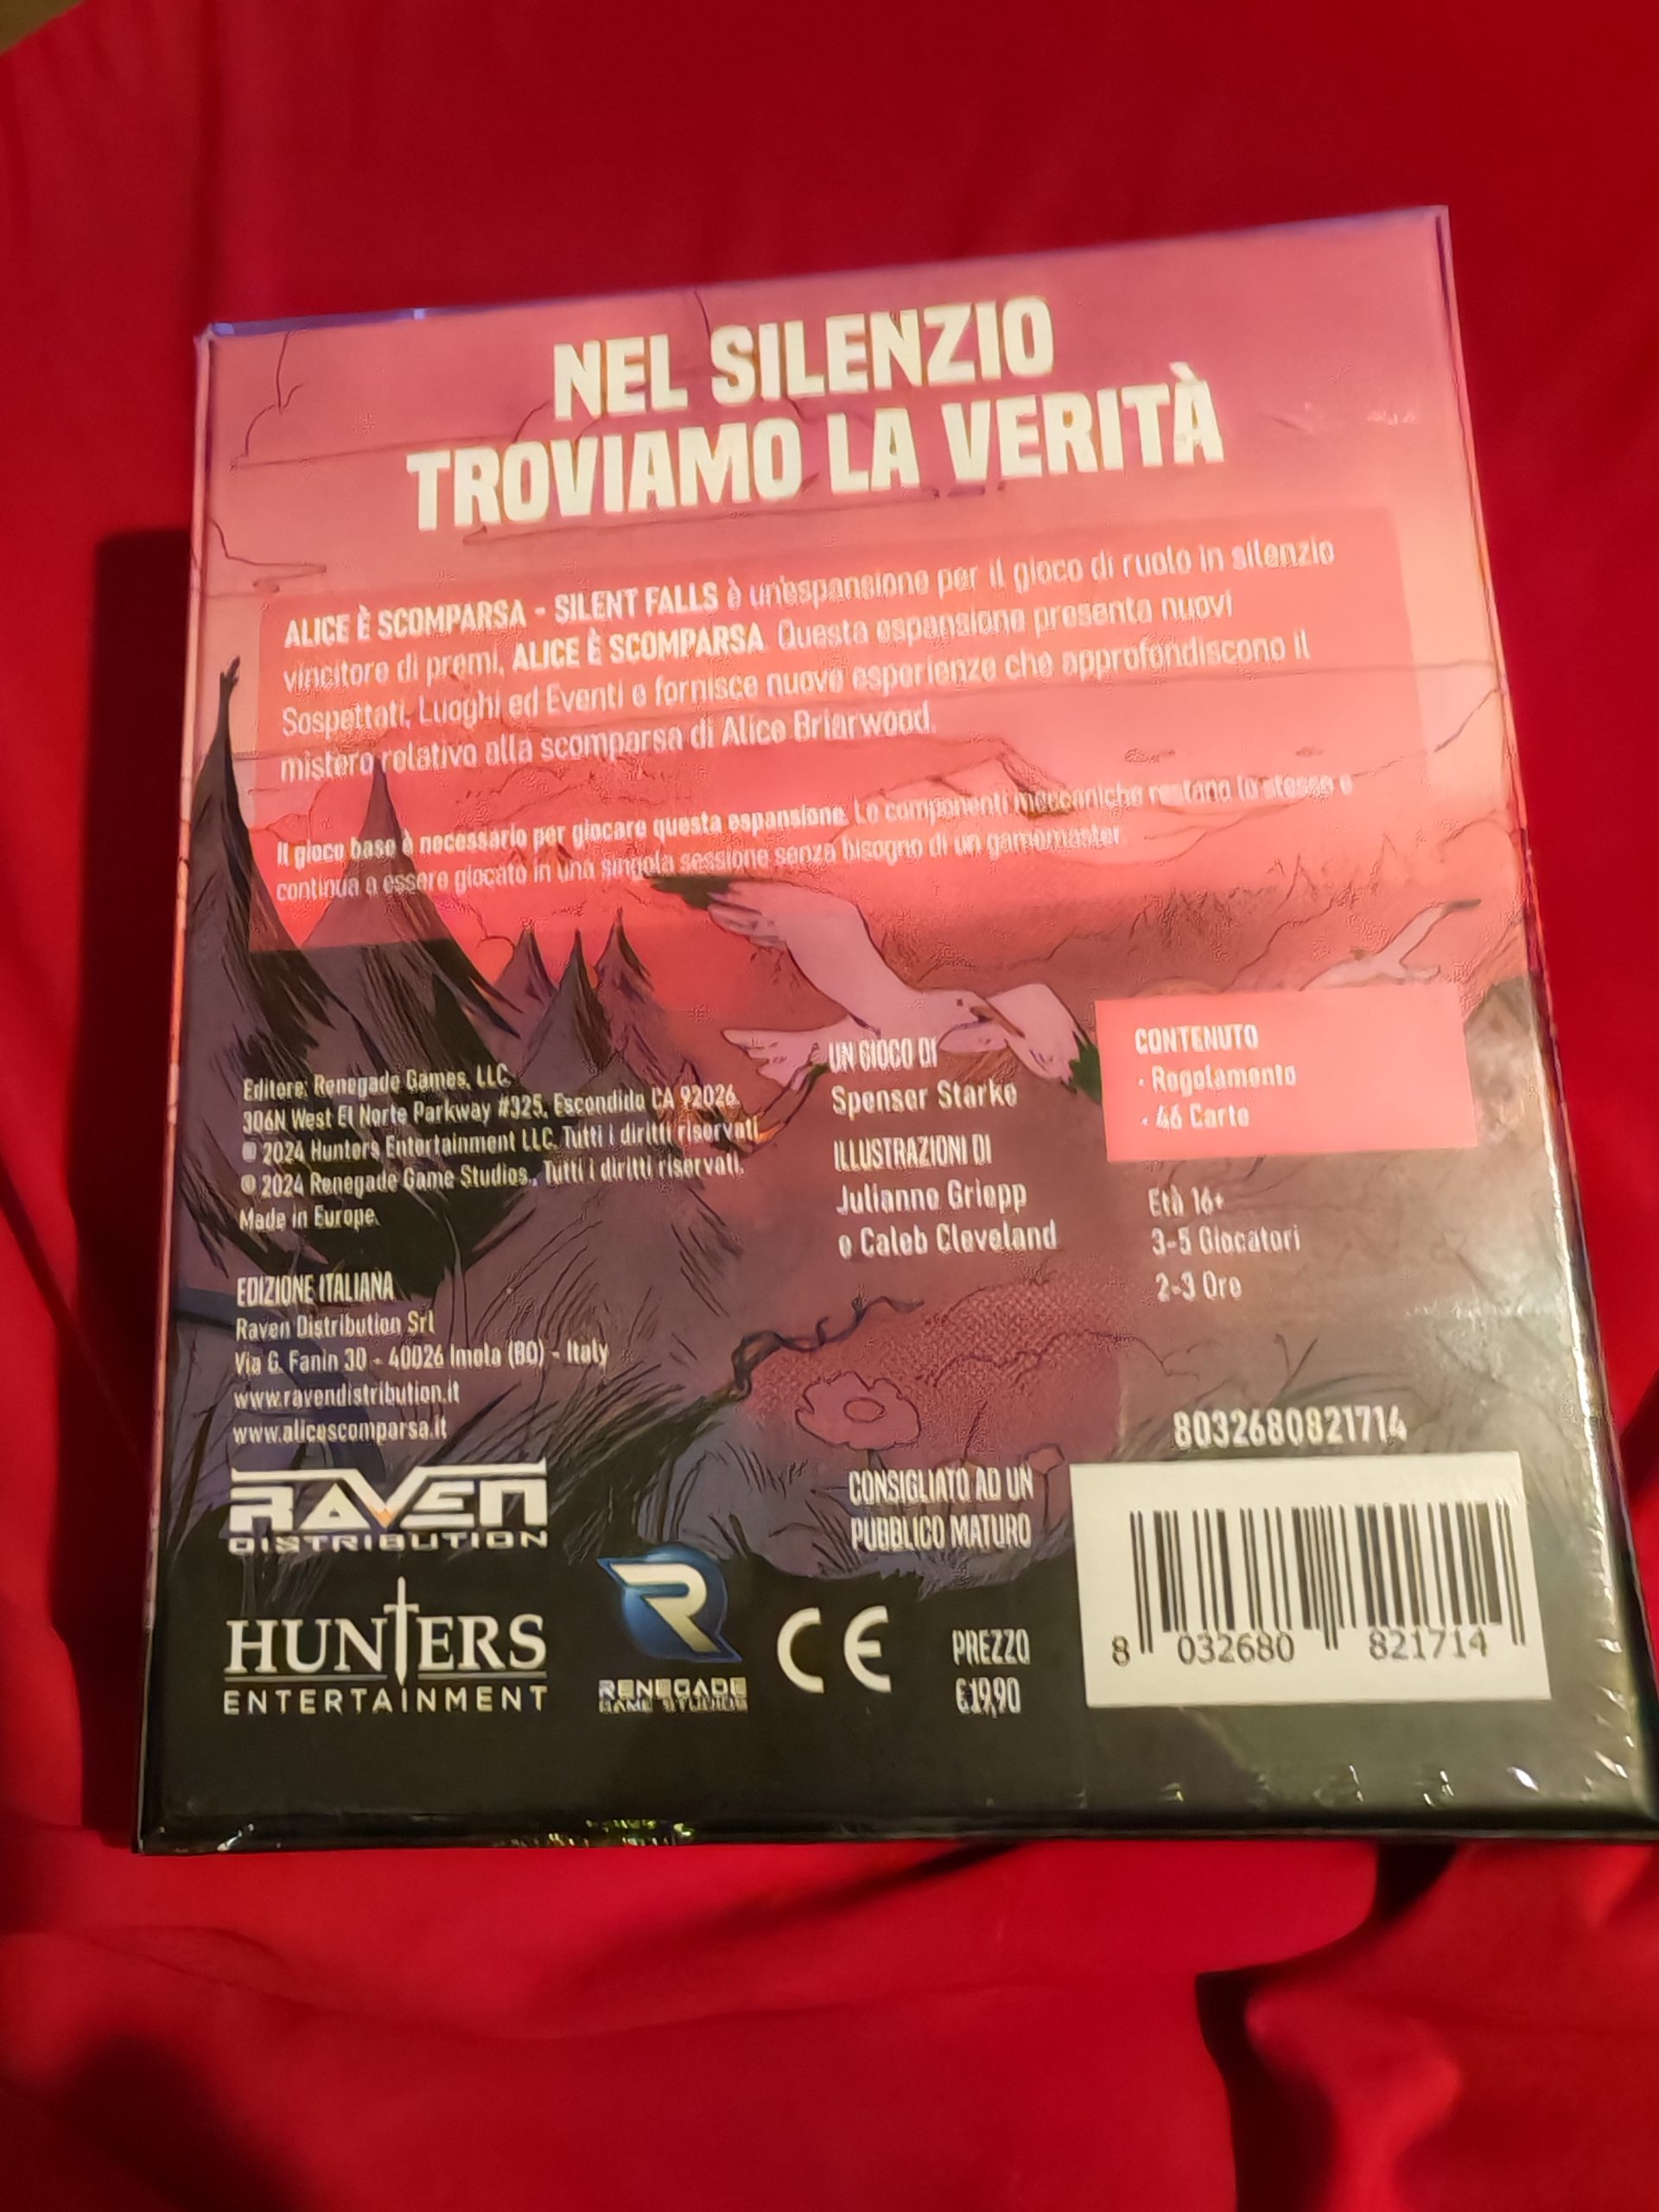 NEL SILENZIO
TROVIAMO LA VERITÀ
ALICE È SCOMPARSA - SILENT FALLS è un'espansione per il gioco di ruolo in silenzio
vincitore di premi, ALICE È SCOMPARSA. Questa espansione presenta nuovi
Sospettati, Luoghi ed Eventi e fornisce nuove esperienze che approfondiscono il
mistero relativo alla scomparsa di Alice Briarwood.
Il gioco base è necessario per giocare questa espansione. Le componenti meccaniche restano le stesse e
continua a essere giocato in una singola sessione senza bisogno di un gamemaster.
Editore: Renegade Games, LLC
306N West El Norte Parkway #325, Escondido CA 92026.
© 2024 Hunters Entertainment LLC. Tutti i diritti riservati.
© 2024 Renegade Game Studios. Tutti i diritti riservati.
Made in Europe.
EDIZIONE ITALIANA
Raven Distribution Srl
Via G. Fanin 30 - 40026 Imola (BO) - Italy
www.ravendistribution.it
www.aliceescomparsa.it
RAVEN
DISTRIBUTION
HUNTERS
ENTERTAINMENT
RENEGADE
GAME STUDIOS
CE
UN GIOCO DI
Spenser Starke
ILLUSTRAZIONI DI
Julianne Griepp
e Caleb Cleveland
CONTENUTO
• Regolamento
• 46 Carte
Età 16+
3-5 Giocatori
2-3 Ore
CONSIGLIATO AD UN
PUBBLICO MATURO
PREZZO
€19,90
8032680821714
8 032680 821714